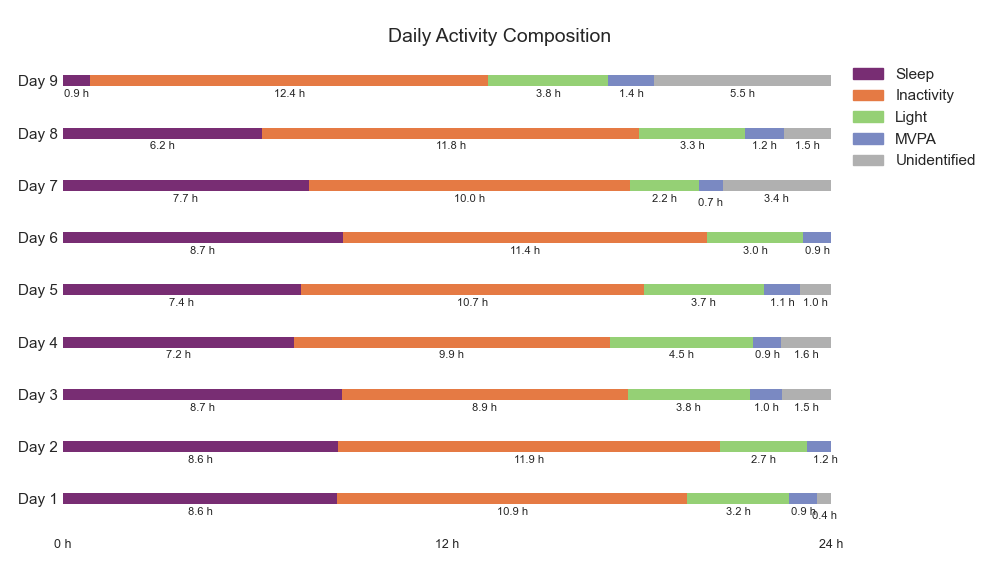 Daily Activity Composition
Day 9
0.9 h 12.4 h 3.8 h 1.4 h 5.5 h
Day 8
6.2 h 11.8 h 3.3 h 1.2 h 1.5 h
Day 7
7.7 h 10.0 h 2.2 h 0.7 h 3.4 h
Day 6
8.7 h 11.4 h 3.0 h 0.9 h
Day 5
7.4 h 10.7 h 3.7 h 1.1 h 1.0 h
Day 4
7.2 h 9.9 h 4.5 h 0.9 h 1.6 h
Day 3
8.7 h 8.9 h 3.8 h 1.0 h 1.5 h
Day 2
8.6 h 11.9 h 2.7 h 1.2 h
Day 1
8.6 h 10.9 h 3.2 h 0.9 h 0.4 h
0 h 12 h 24 h
Sleep
Inactivity
Light
MVPA
Unidentified